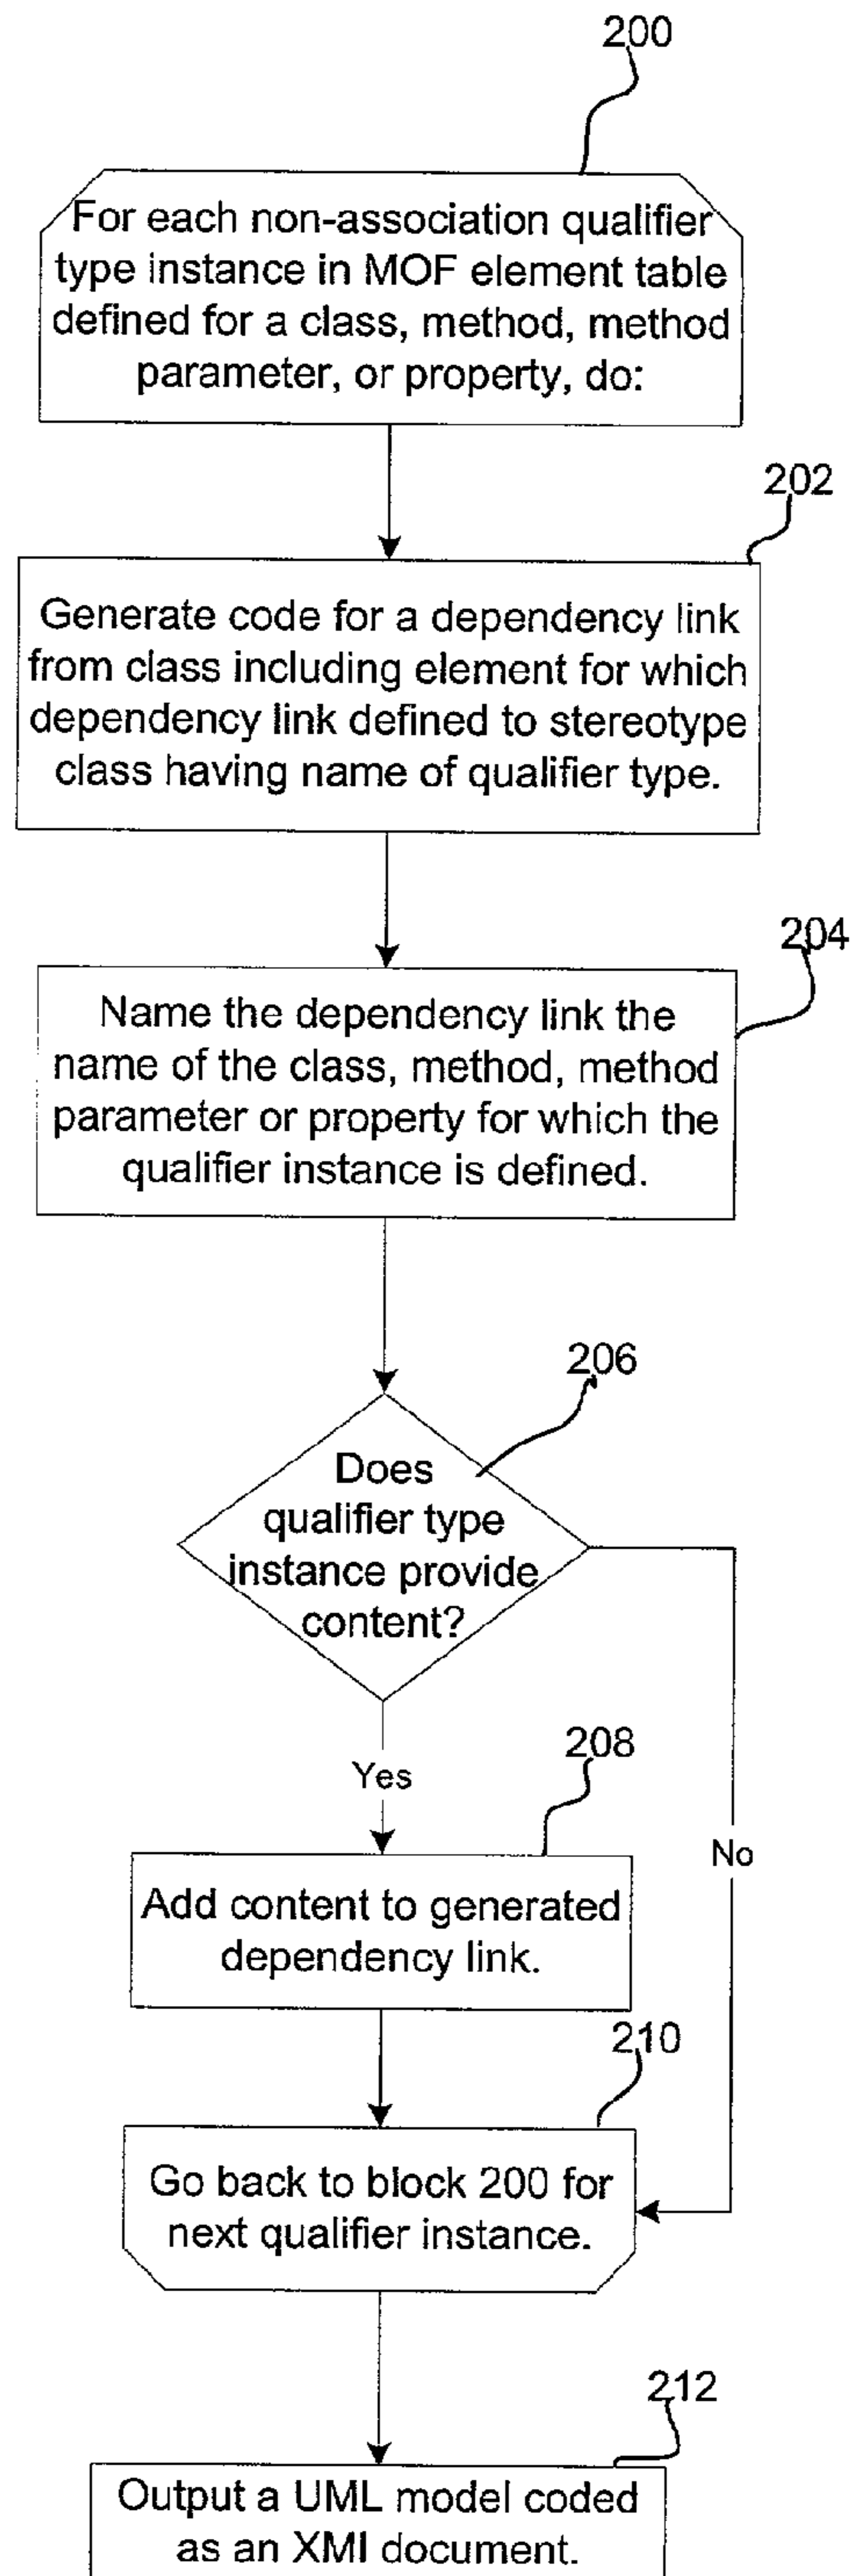 200
For each non-association qualifier
type instance in MOF element table
defined for a class, method, method
parameter, or property, do:
202
Generate code for a dependency link
from class including element for which
dependency link defined to stereotype
class having name of qualifier type.
204
Name the dependency link the
name of the class, method, method
parameter or property for which the
qualifier instance is defined.
206
Does
qualifier type
instance provide
content?
Yes
No
208
Add content to generated
dependency link.
210
Go back to block 200 for
next qualifier instance.
212
Output a UML model coded
as an XMI document.